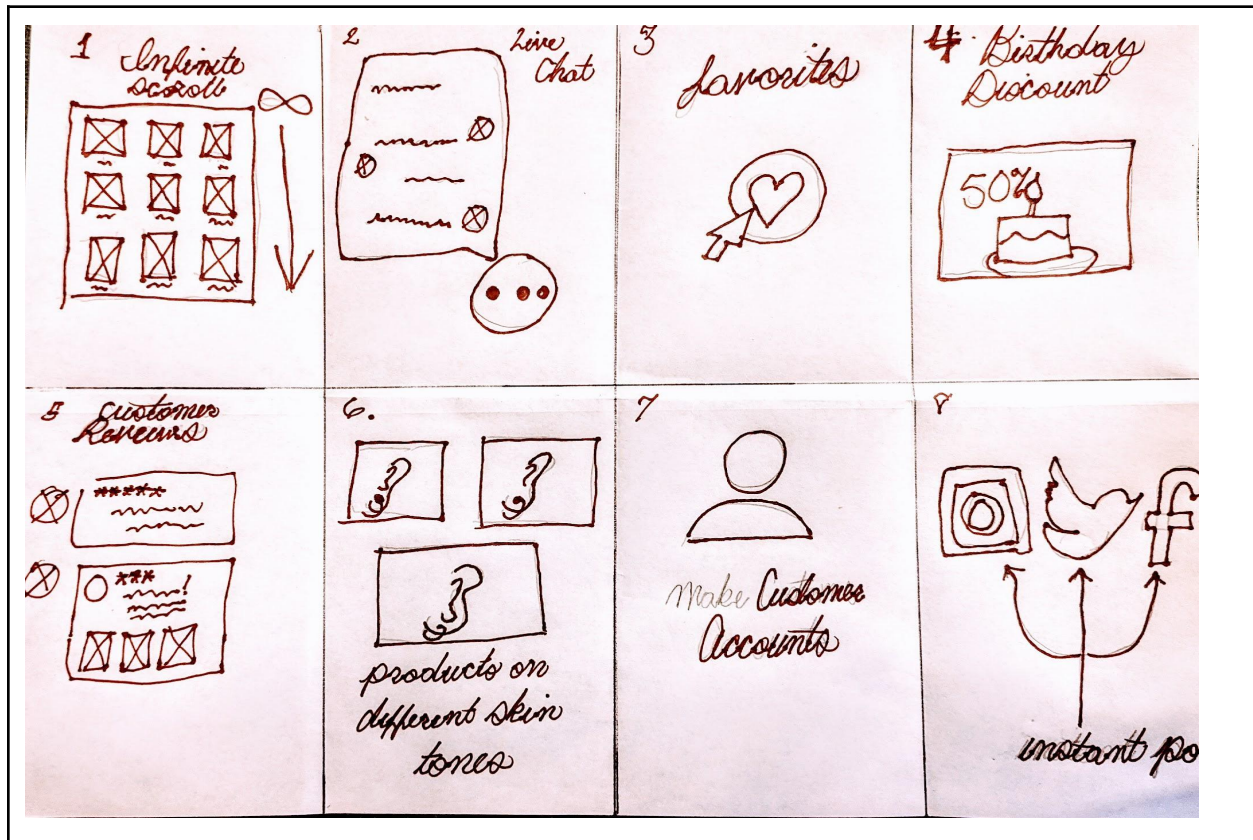 1 Infinite
scroll
2 Live
Chat
3
favorites
4. Birthday
Discount
50%
5 Customer
Reviews
6.
products on
different skin
tones
7
Make Customer
Accounts
8
f
instant po